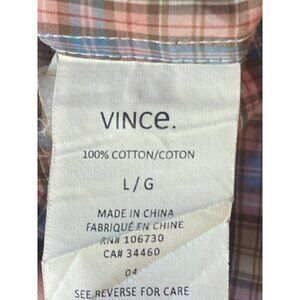 VINCe.
100% COTTON/COTON
L/G
MADE IN CHINA
FABRIQUÉ EN CHINE
RN# 106730
CA# 34460
04
SEE REVERSE FOR CARE